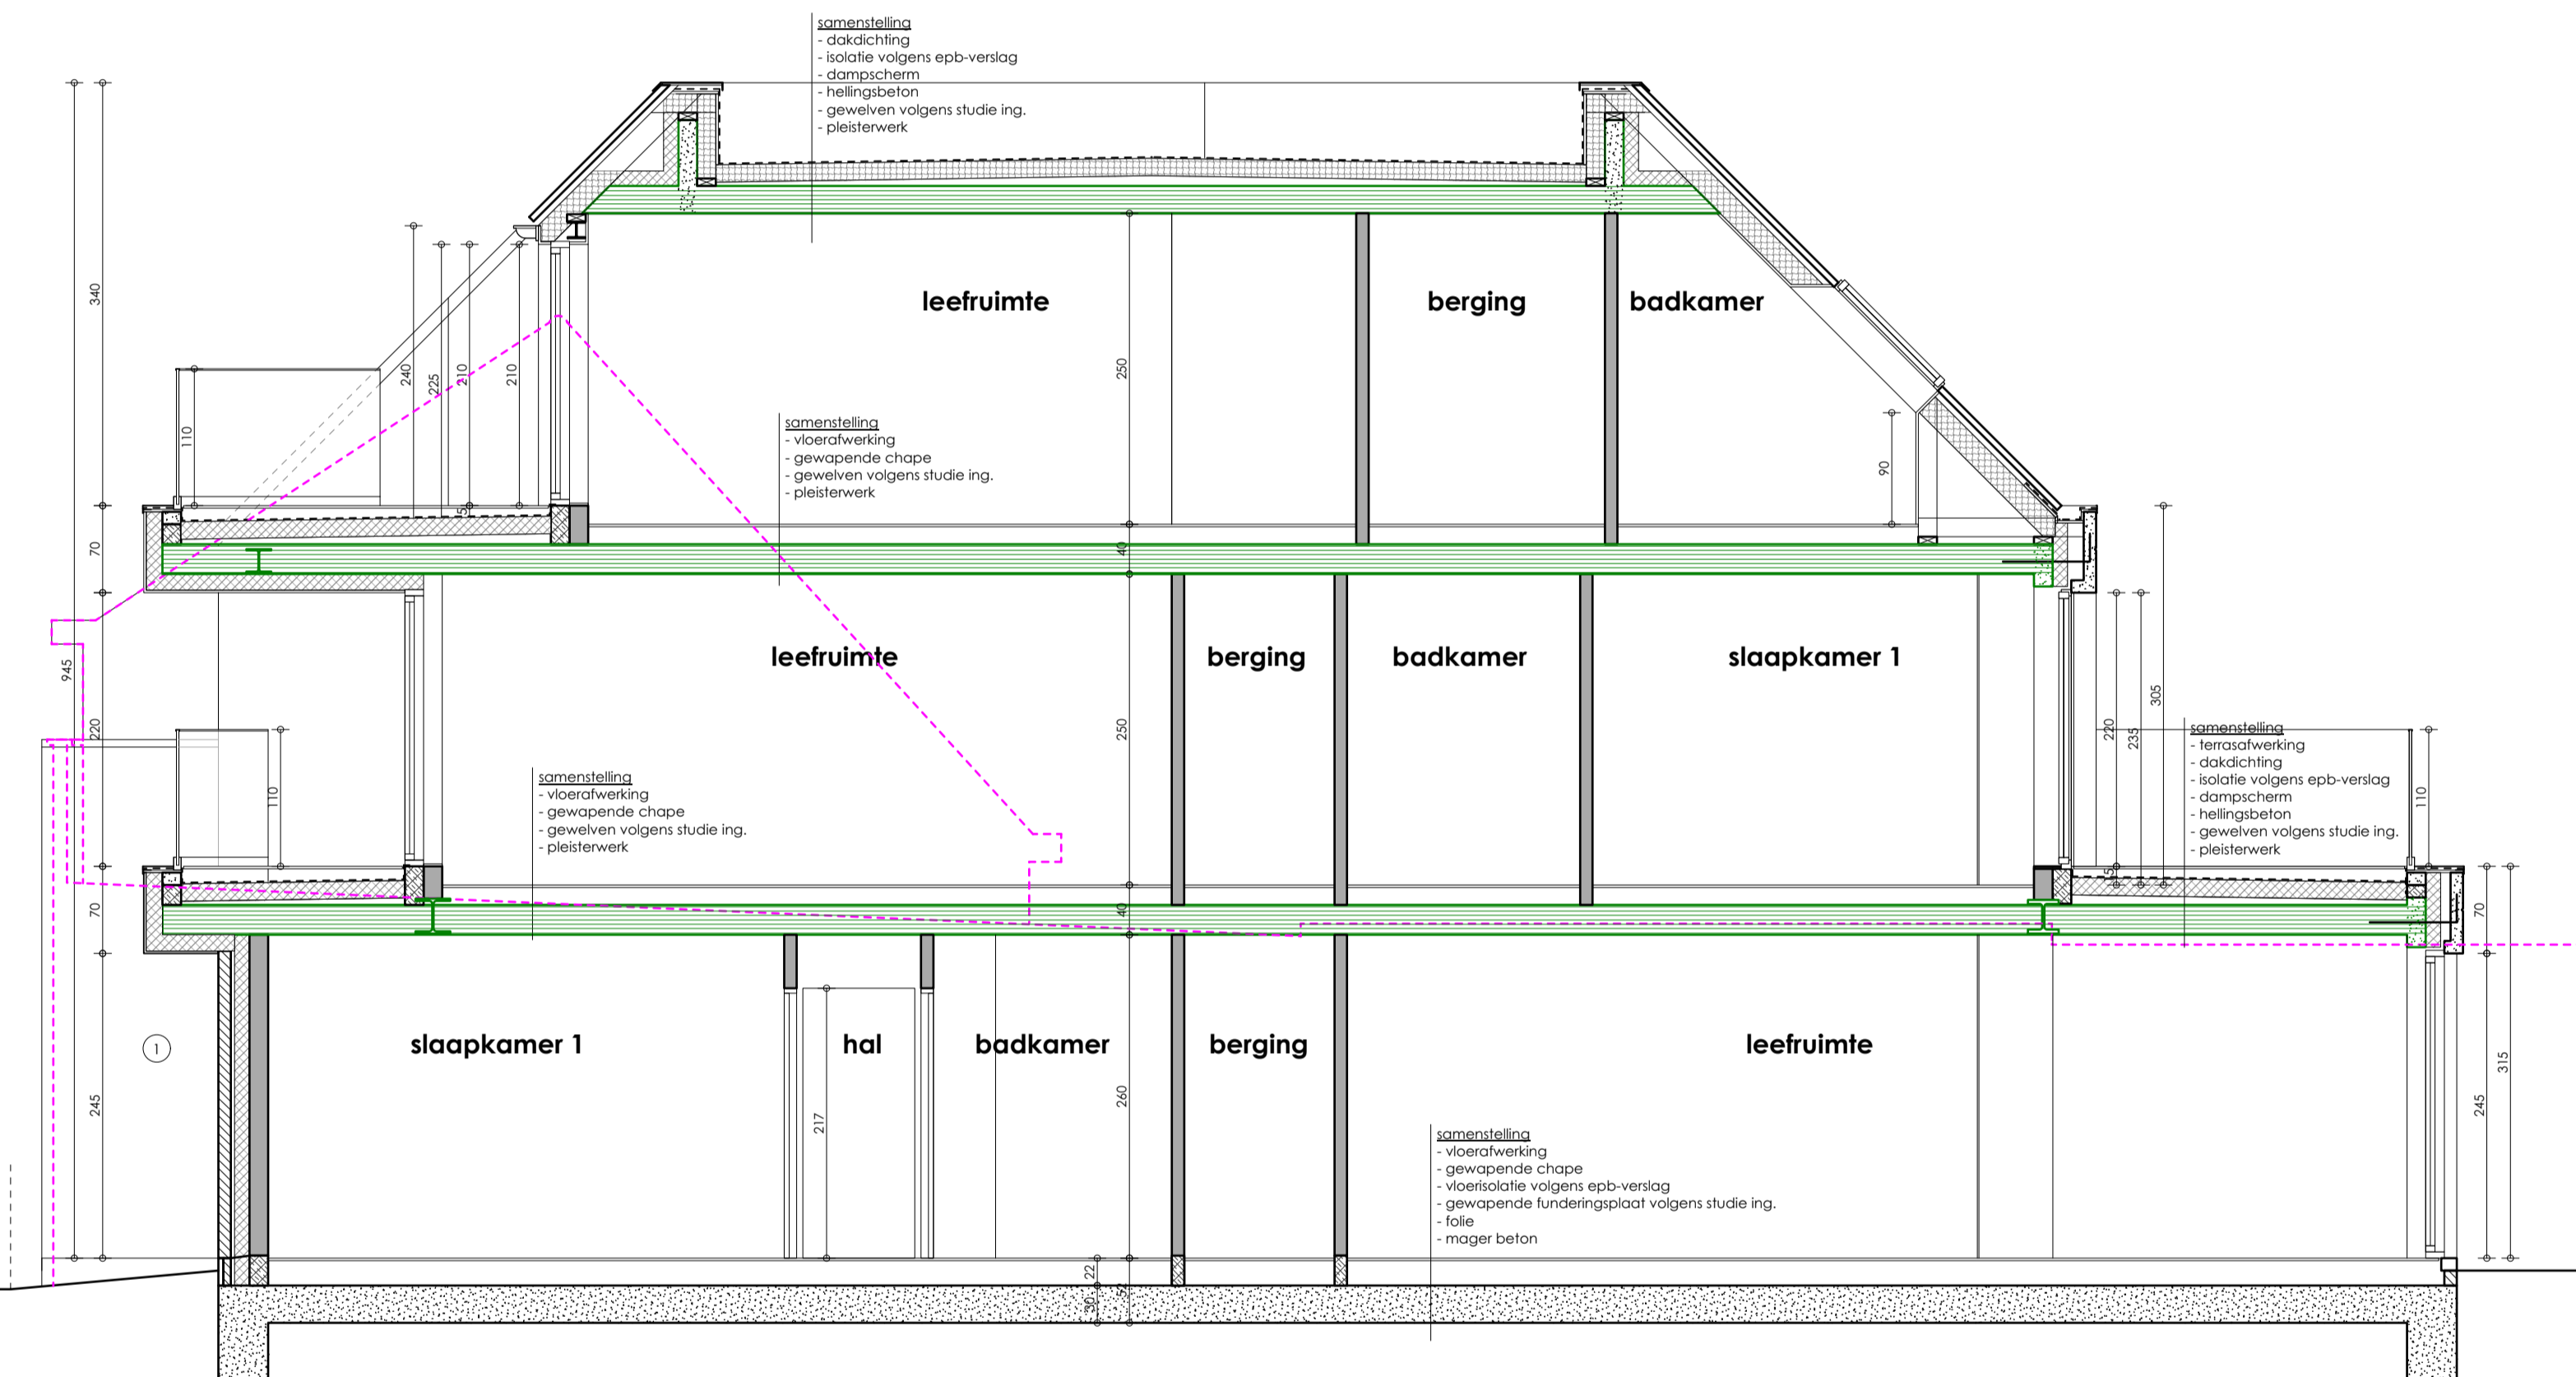 samenstelling
- dakdichting
- isolatie volgens epb-verslag
- dampscherm
- hellingsbeton
- gewelven volgens studie ing.
- pleisterwerk
340
leefruimte
berging
badkamer
240
225
210
210
250
110
90
samenstelling
- vloerafwerking
- gewapende chape
- gewelven volgens studie ing.
- pleisterwerk
15
70
40
945
220
leefruimte
berging
badkamer
slaapkamer 1
250
110
220
235
305
samenstelling
- terrasafwerking
- dakdichting
- isolatie volgens epb-verslag
- dampscherm
- hellingsbeton
- gewelven volgens studie ing.
- pleisterwerk
110
samenstelling
- vloerafwerking
- gewapende chape
- gewelven volgens studie ing.
- pleisterwerk
15
70
40
70
1
slaapkamer 1
hal
badkamer
berging
leefruimte
245
217
260
245
315
samenstelling
- vloerafwerking
- gewapende chape
- vloerisolatie volgens epb-verslag
- gewapende funderingsplaat volgens studie ing.
- folie
- mager beton
22
30
52